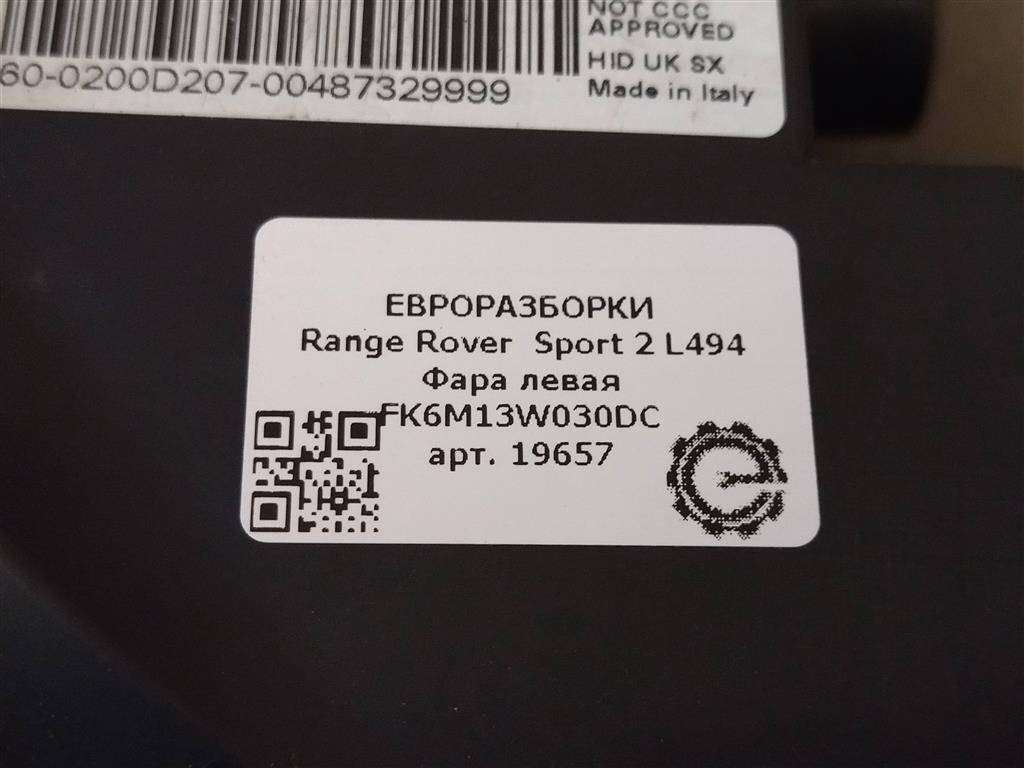 NOT CCC
APPROVED
HID UK SX
60-0200D207-00487329999
Made in Italy
ЕВРОРАЗБОРКИ
Range Rover Sport 2 L494
Фара левая
FK6M13W030DC
арт. 19657